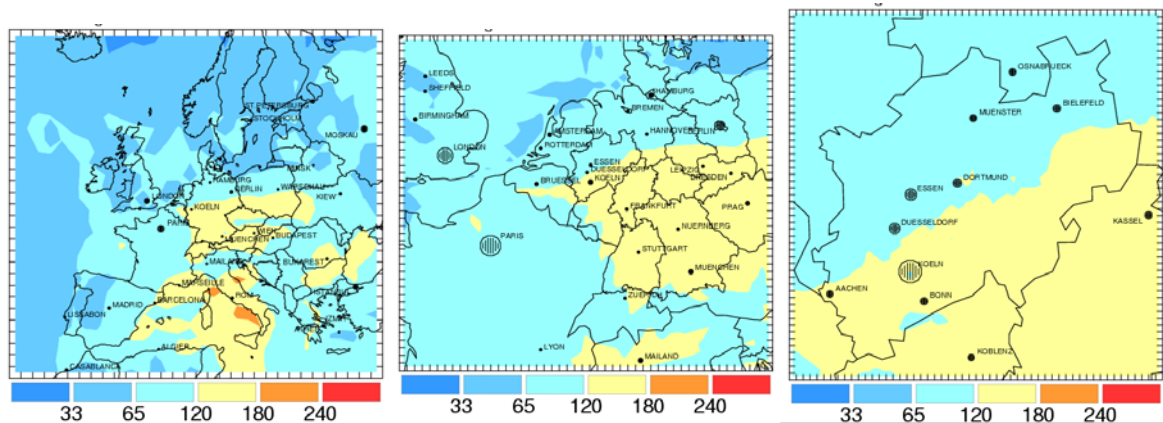 ST.PETERSBURG
STOCKHOLM
MOSKAU
MINSK
HAMBURG
BERLIN
WARSCHAU
LONDON
KIEW
KOELN
PARIS
WIEN
MUENCHEN
BUDAPEST
MAILAND
BUKAREST
MARSEILLE
ISTANBUL
BARCELONA
ROM
MADRID
LISSABON
ALGIER
CASABLANCA
33 65 120 180 240
LEEDS
SHEFFIELD
HAMBURG
BIRMINGHAM
BREMEN
AMSTERDAM
HANNOVER
BERLIN
LONDON
ROTTERDAM
ESSEN
DUESSELDORF
LEIPZIG
BRUESSEL
KOELN
DRESDEN
FRANKFURT
PRAG
NUERNBERG
PARIS
STUTTGART
MUENCHEN
ZUERICH
LYON
MAILAND
33 65 120 180 240
OSNABRUECK
BIELEFELD
MUENSTER
DORTMUND
ESSEN
KASSEL
DUESSELDORF
KOELN
AACHEN
BONN
KOBLENZ
33 65 120 180 240